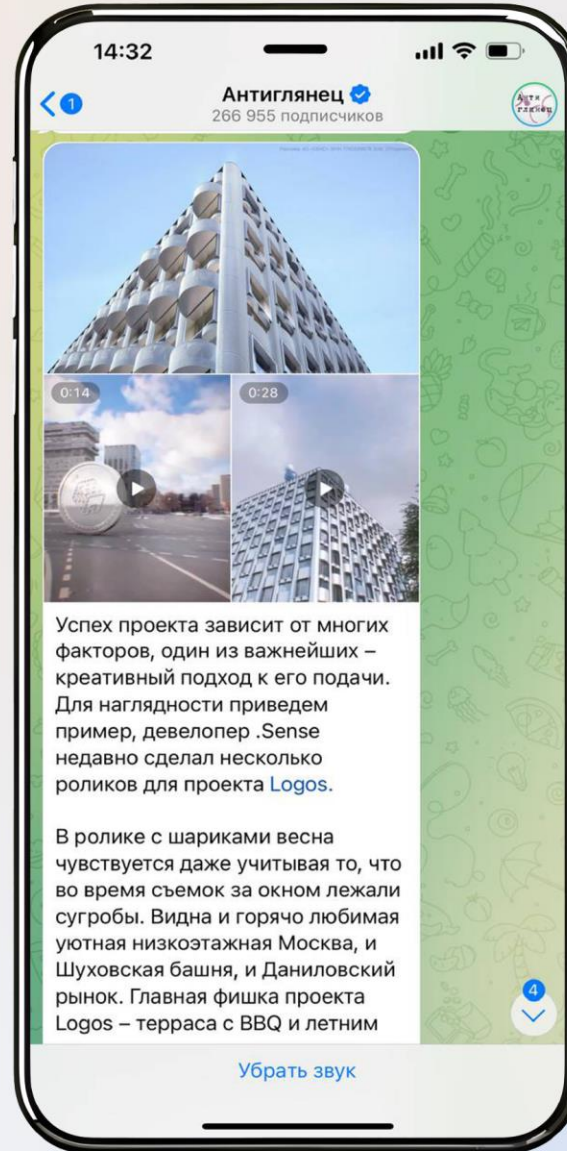 14:32
1
Антиглянец
266 955 подписчиков
Анти
глянец
0:14
0:28
Успех проекта зависит от многих
факторов, один из важнейших –
креативный подход к его подачи.
Для наглядности приведем
пример, девелопер .Sense
недавно сделал несколько
роликов для проекта Logos.
В ролике с шариками весна
чувствуется даже учитывая то, что
во время съемок за окном лежали
сугробы. Видна и горячо любимая
уютная низкоэтажная Москва, и
Шуховская башня, и Даниловский
рынок. Главная фишка проекта
Logos – терраса с BBQ и летним
4
Убрать звук